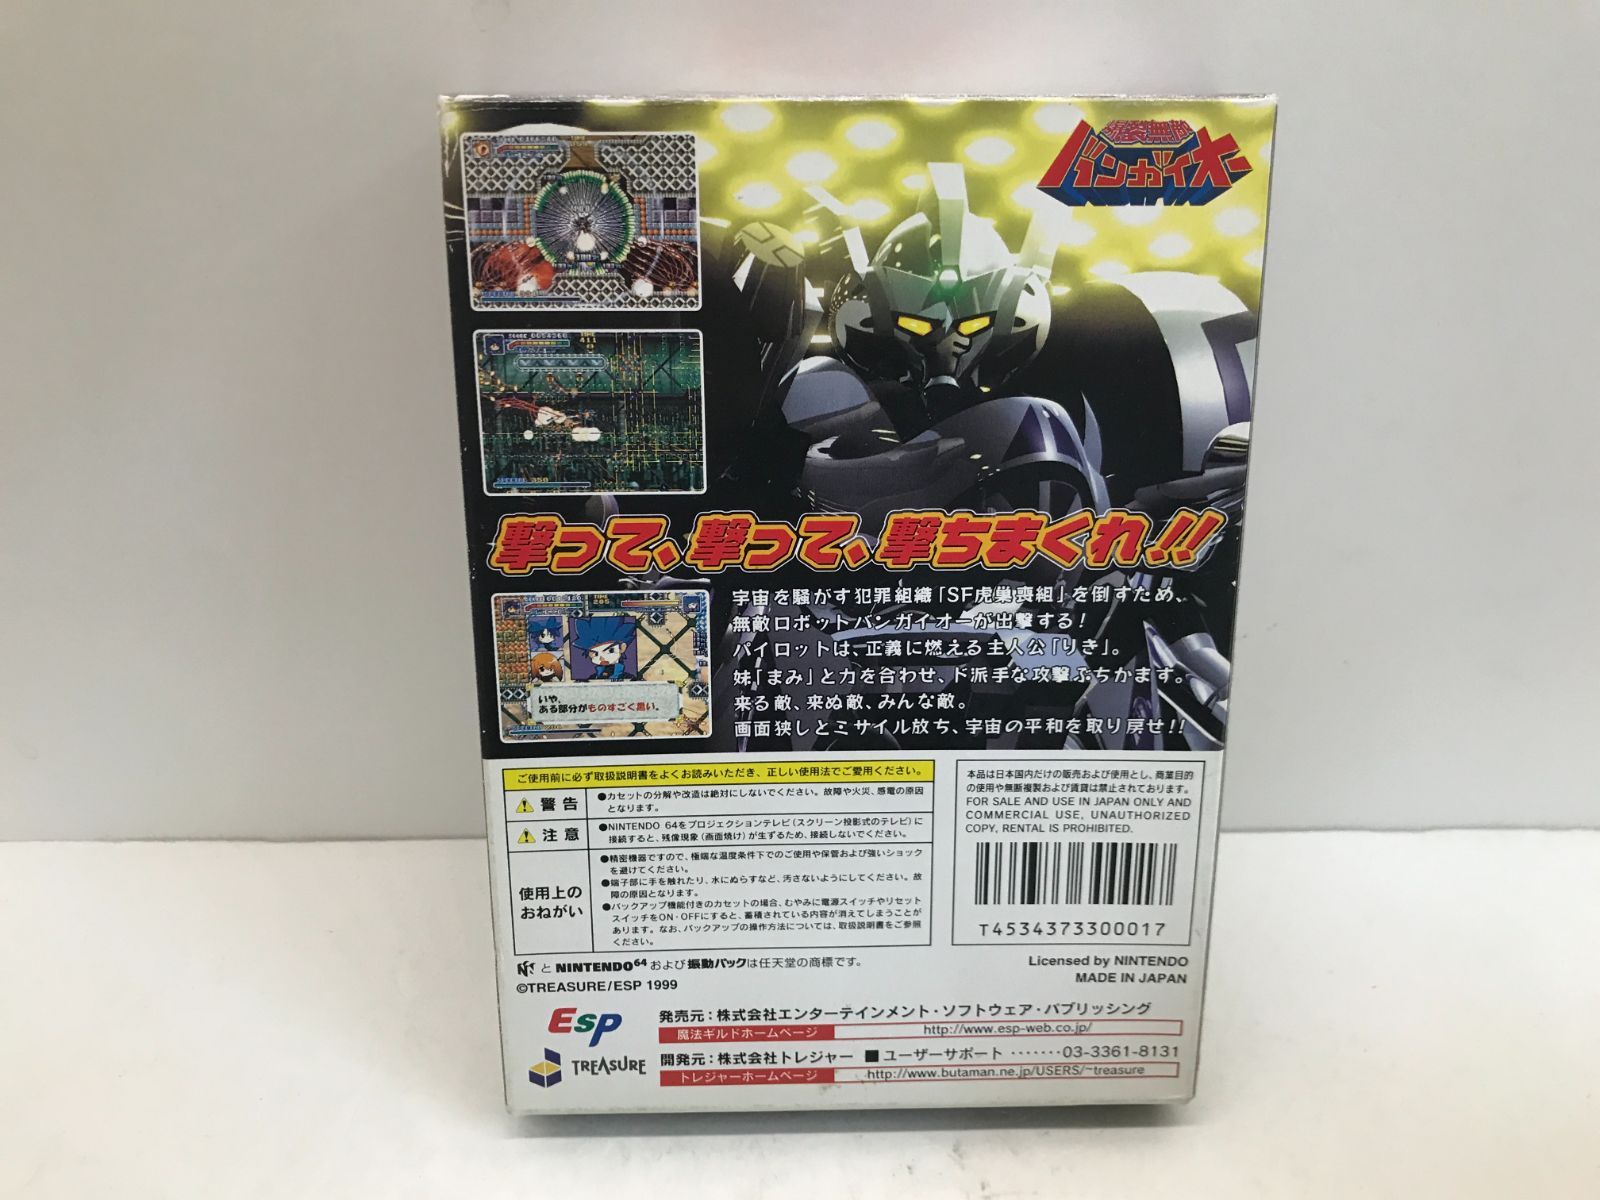 爆裂無敵
バンガイオー
撃って、撃って、撃ちまくれ!!
宇宙を騒がす犯罪組織「SF虎巣喪組」を倒すため、
無敵ロボットバンガイオーが出撃する!
パイロットは、正義に燃える主人公「りき」。
妹「まみ」と力を合わせ、ド派手な攻撃ぶちかます。
来る敵、来ぬ敵、みんな敵。
画面狭しとミサイル放ち、宇宙の平和を取り戻せ!!
いや、
ある部分がものすごく黒い。
ご使用前に必ず取扱説明書をよくお読みいただき、正しい使用法でご愛用ください。
警告
●カセットの分解や改造は絶対にしないでください。故障や火災、感電の原因
となります。
注意
●NINTENDO 64をプロジェクションテレビ(スクリーン投影式のテレビ)に
接続すると、残像現象(画面焼け)が生ずるため、接続しないでください。
使用上の
おねがい
●精密機器ですので、極端な温度条件下でのご使用や保管および強いショック
を避けてください。
●端子部に手を触れたり、水にぬらすなど、汚さないようにしてください。故
障の原因となります。
●バックアップ機能付きのカセットの場合、むやみに電源スイッチやリセット
スイッチをON・OFFにすると、蓄積されている内容が消えてしまうことが
あります。なお、バックアップの操作方法については、取扱説明書をご参照
ください。
本品は日本国内だけの販売および使用とし、商業目的
の使用や無断複製および賃貸は禁止されております。
FOR SALE AND USE IN JAPAN ONLY AND
COMMERCIAL USE, UNAUTHORIZED
COPY, RENTAL IS PROHIBITED.
T4534373300017
と NINTENDO64 および 振動パックは任天堂の商標です。
©TREASURE/ESP 1999
Licensed by NINTENDO
MADE IN JAPAN
Esp
発売元:株式会社エンターテインメント・ソフトウェア・パブリッシング
魔法ギルドホームページ http://www.esp-web.co.jp/
TREASURE
開発元:株式会社トレジャー ■ユーザーサポート ・・・・・・・03-3361-8131
トレジャーホームページ http://www.butaman.ne.jp/USERS/~treasure